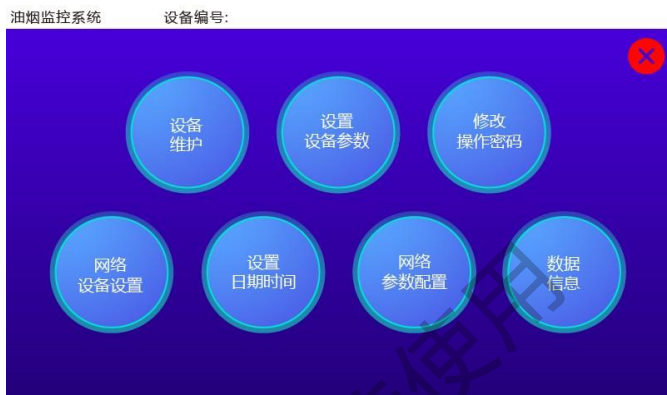 油烟监控系统 设备编号:
设备
维护
设置
设备参数
修改
操作密码
网络
设备设置
设置
日期时间
网络
参数配置
数据
信息
使用